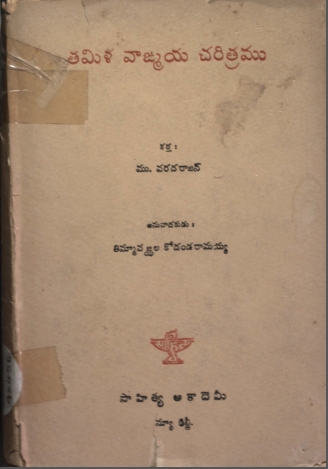 తమిళ వాఙ్మయ చరిత్రము
కర్త :
ము. వరదరాజన్
అనువాదకుడు :
తిమ్మావజ్ఝల కోదండరామయ్య
సాహిత్య అకాదెమీ
న్యూ ఢిల్లీ